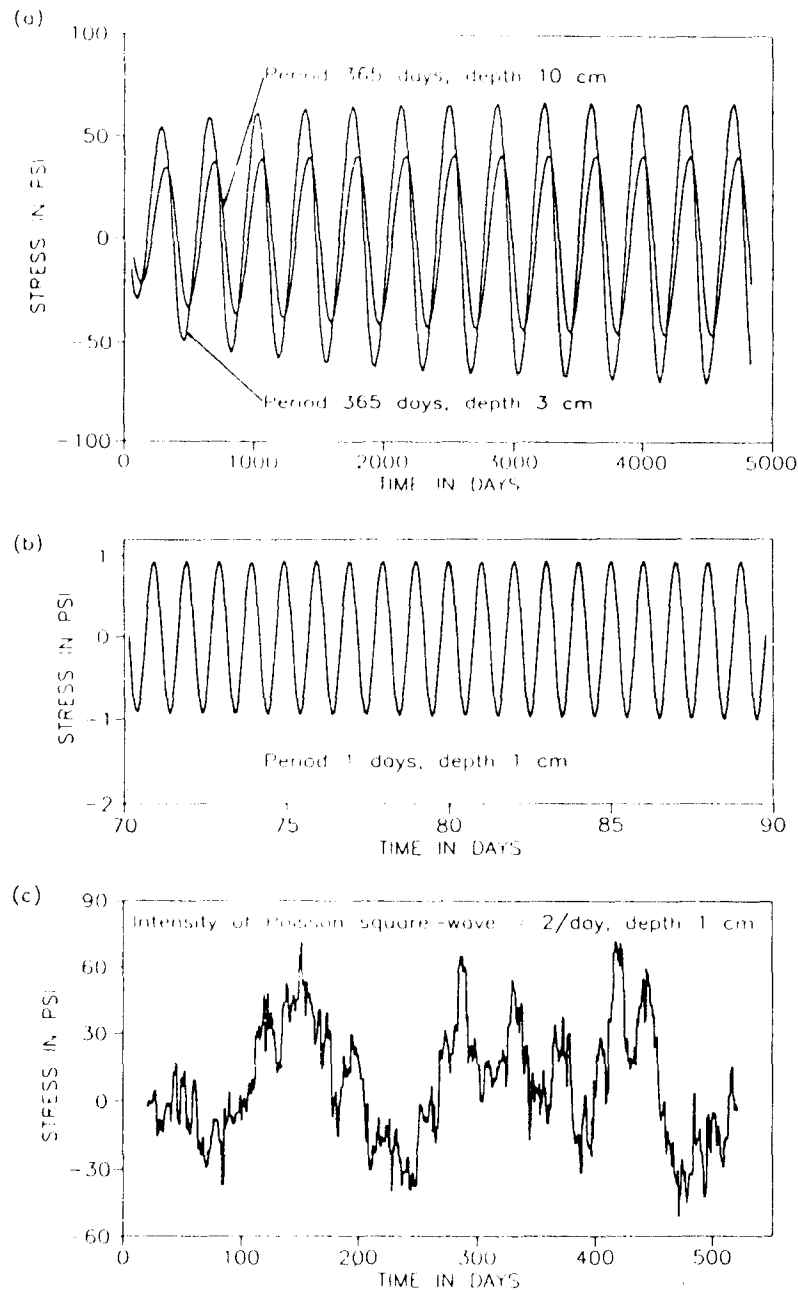 (a)
100
50
0
-50
-100
STRESS IN PSI
Period 365 days, depth 10 cm
Period 365 days, depth 3 cm
0 1000 2000 3000 4000 5000
TIME IN DAYS
(b)
1
0
-1
-2
STRESS IN PSI
Period 1 days, depth 1 cm
70 75 80 85 90
TIME IN DAYS
(c)
90
60
30
0
-30
-60
STRESS IN PSI
Intensity of Poisson square-wave = 2/day, depth 1 cm
0 100 200 300 400 500
TIME IN DAYS